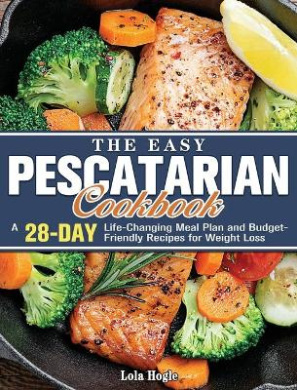 THE EASY
PESCATARIAN
Cookbook
A 28-DAY Life-Changing Meal Plan and Budget-
Friendly Recipes for Weight Loss
Lola Hogle